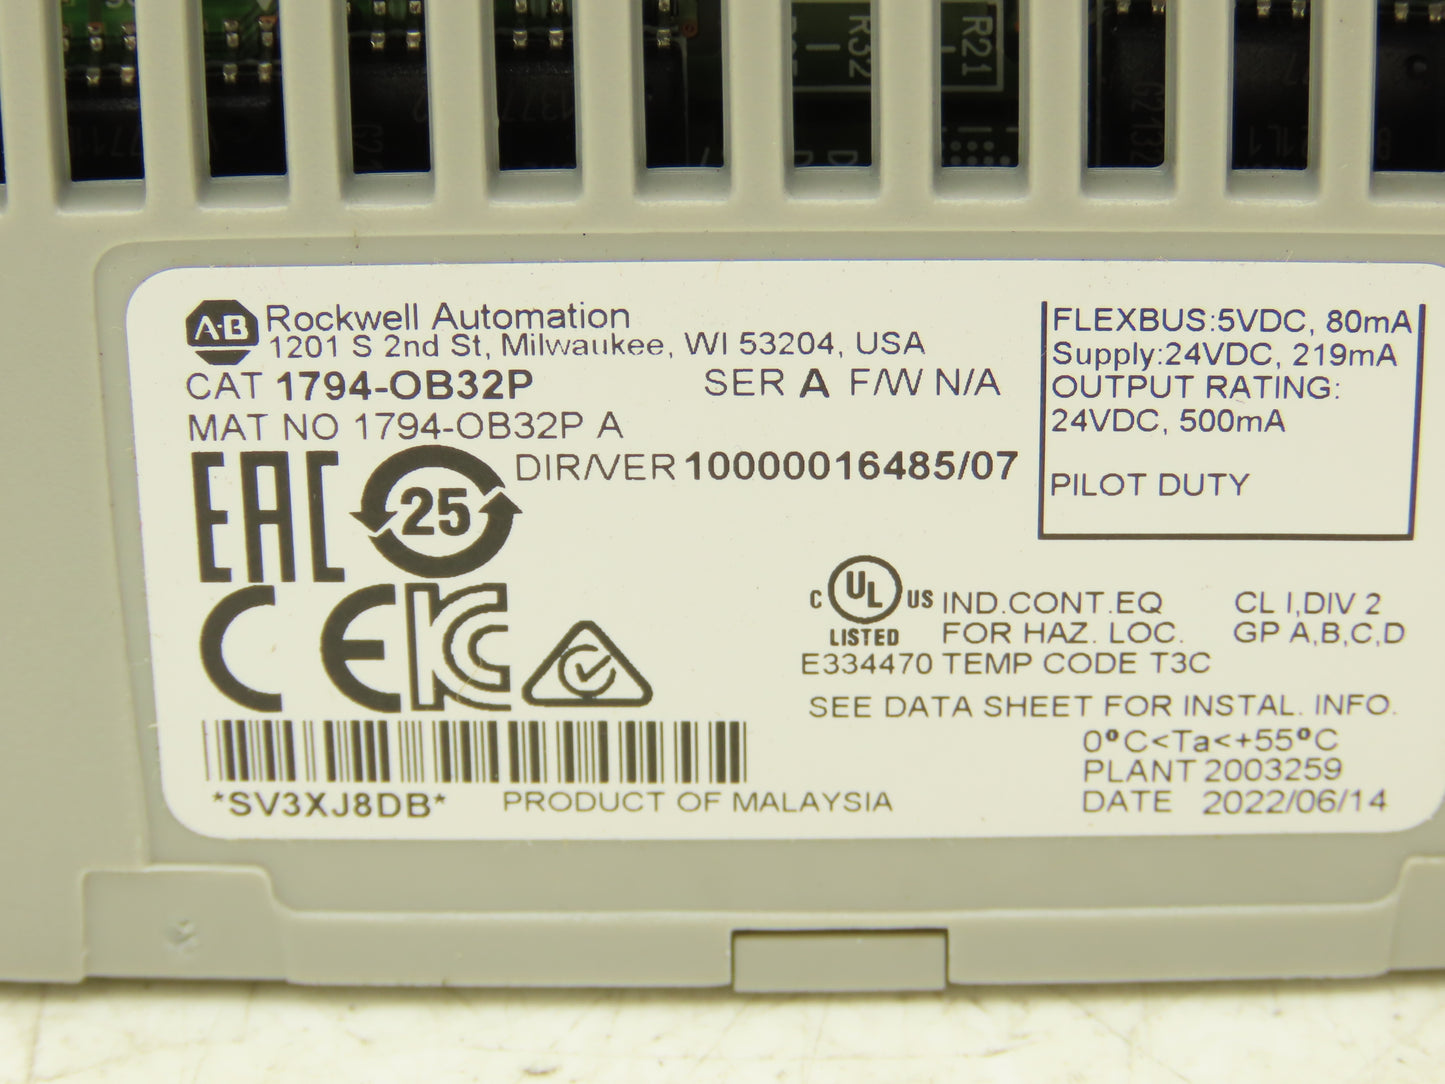 R32
R21
A·B Rockwell Automation
1201 S 2nd St, Milwaukee, WI 53204, USA
CAT 1794-OB32P SER A F/W N/A
MAT NO 1794-OB32P A
DIR/VER 10000016485/07
FLEXBUS:5VDC, 80mA
Supply:24VDC, 219mA
OUTPUT RATING:
24VDC, 500mA
PILOT DUTY
EAC
25
CE
KC
C UL US
LISTED
IND.CONT.EQ CL I,DIV 2
FOR HAZ. LOC. GP A,B,C,D
E334470 TEMP CODE T3C
SEE DATA SHEET FOR INSTAL. INFO.
0°C<Ta<+55°C
PLANT 2003259
DATE 2022/06/14
*SV3XJ8DB* PRODUCT OF MALAYSIA